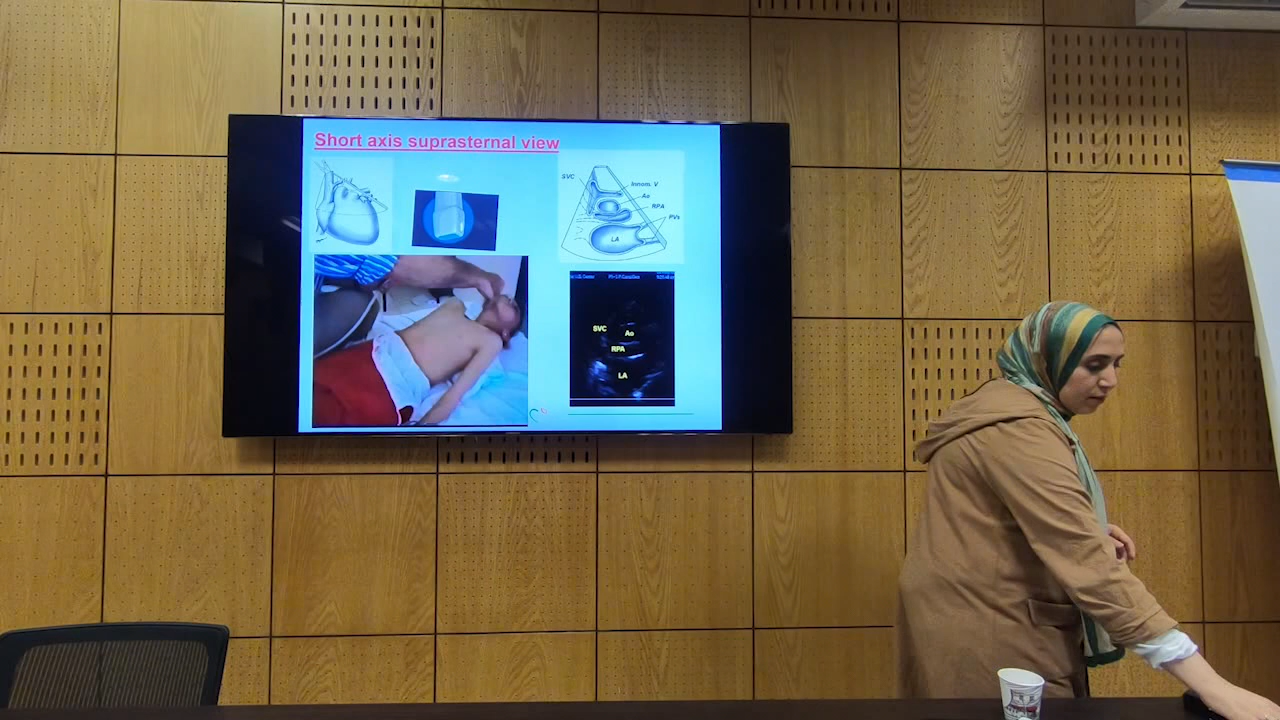 Short axis suprasternal view
SVC
Innom. V
Ao
RPA
PVs
LA
SVC
Ao
RPA
LA